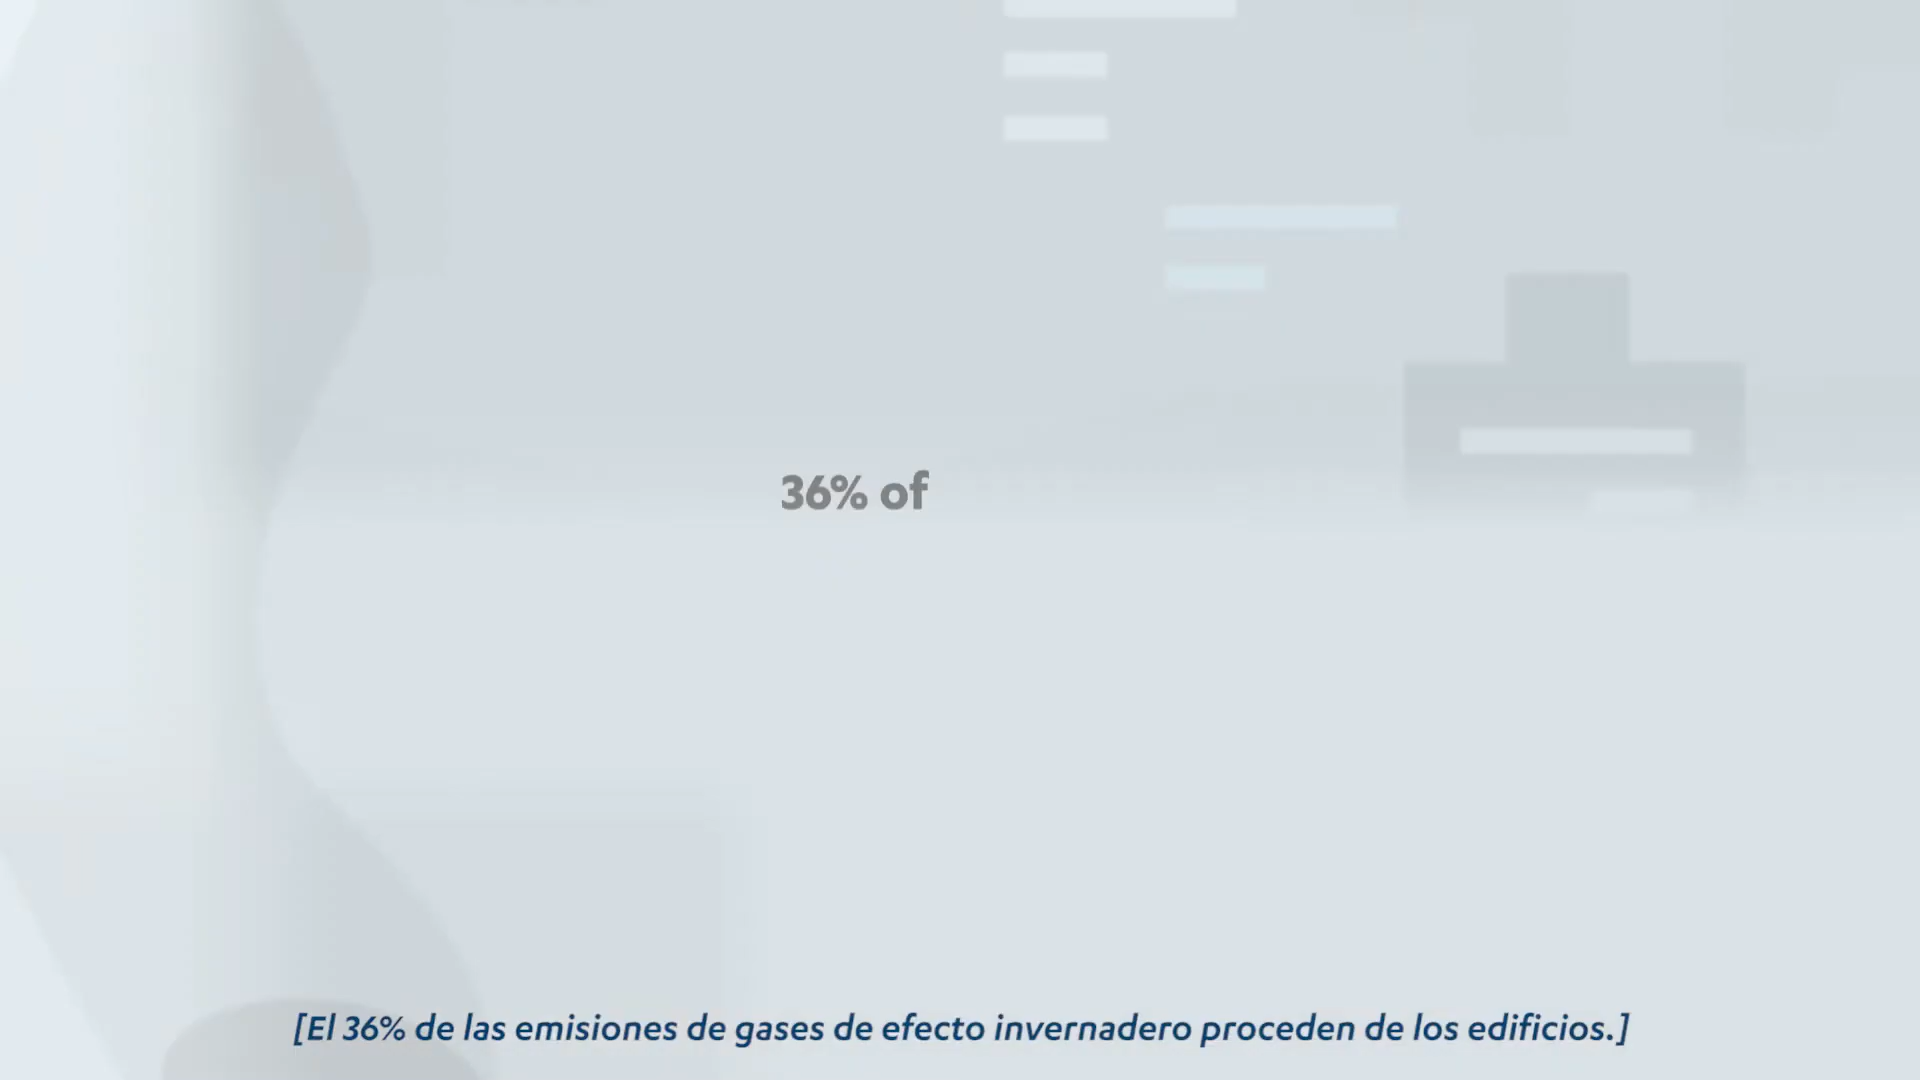 36% of
[El 36% de las emisiones de gases de efecto invernadero proceden de los edificios.]